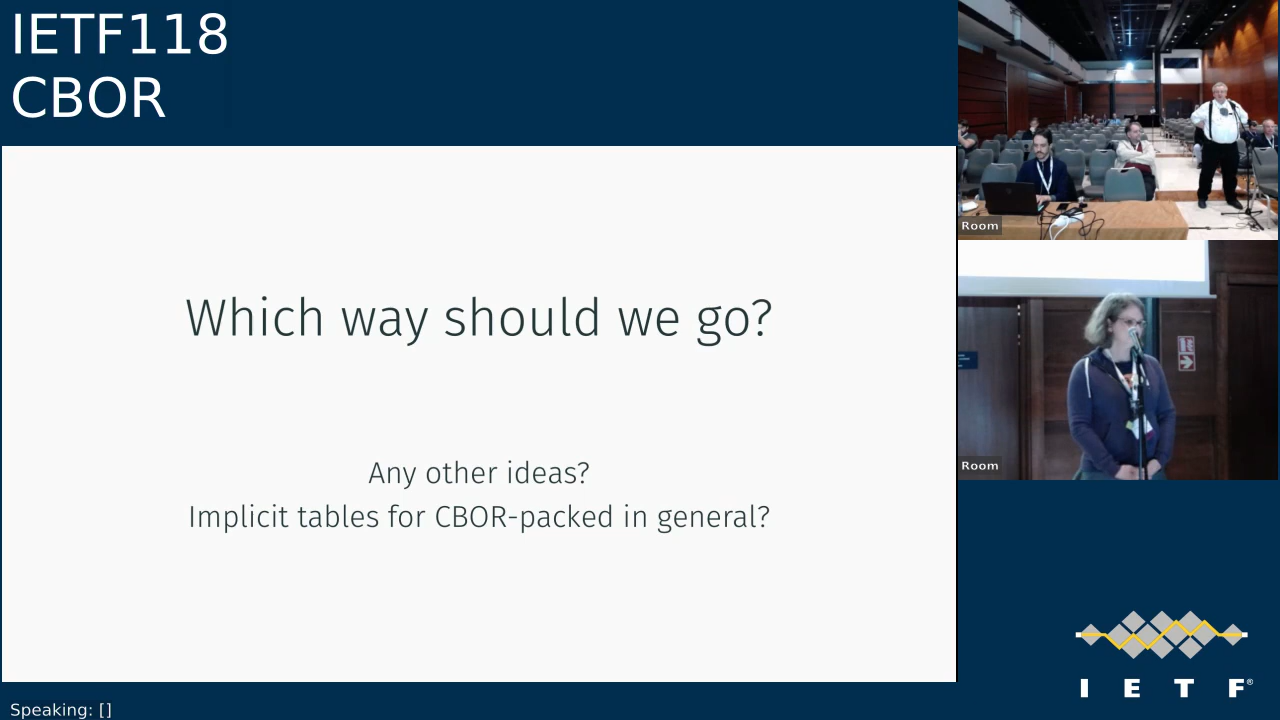 IETF118
CBOR
Which way should we go?
Any other ideas?
Implicit tables for CBOR-packed in general?
Room
Room
I E T F®
Speaking: []